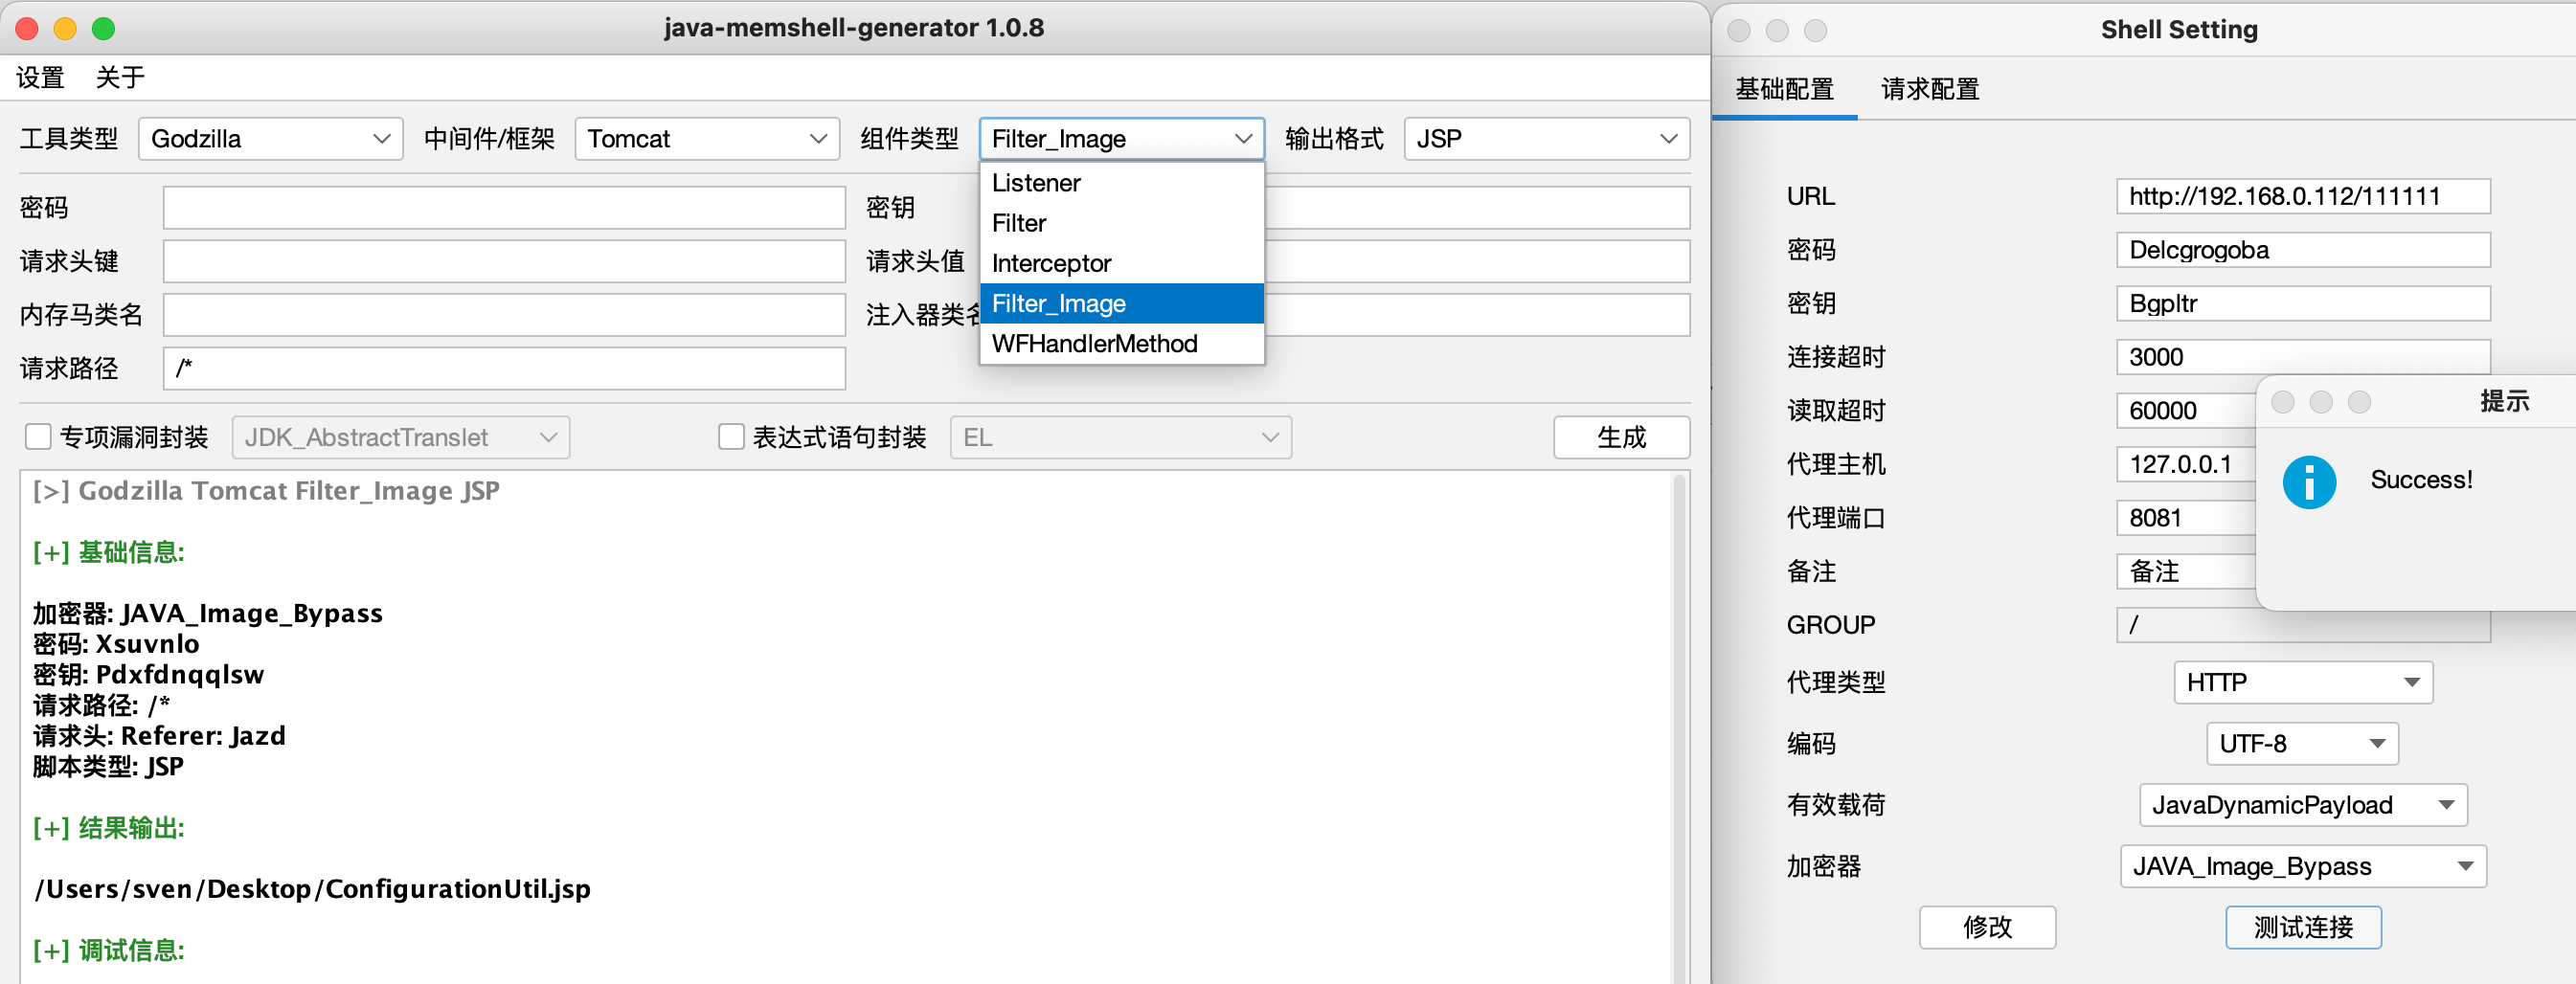 java-memshell-generator 1.0.8
设置 关于
工具类型 Godzilla 中间件/框架 Tomcat 组件类型 Filter_Image 输出格式 JSP
Listener
Filter
Interceptor
Filter_Image
WFHandlerMethod
密码 密钥
请求头键 请求头值
内存马类名 注入器类名
请求路径 /*
专项漏洞封装 JDK_AbstractTranslet 表达式语句封装 EL 生成
[>] Godzilla Tomcat Filter_Image JSP
[+] 基础信息:
加密器: JAVA_Image_Bypass
密码: Xsuvnlo
密钥: Pdxfdnqqlsw
请求路径: /*
请求头: Referer: Jazd
脚本类型: JSP
[+] 结果输出:
/Users/sven/Desktop/ConfigurationUtil.jsp
[+] 调试信息:
Shell Setting
基础配置 请求配置
URL http://192.168.0.112/111111
密码 Delcgrogoba
密钥 Bgpltr
连接超时 3000
读取超时 60000
代理主机 127.0.0.1
代理端口 8081
备注 备注
GROUP /
代理类型 HTTP
编码 UTF-8
有效载荷 JavaDynamicPayload
加密器 JAVA_Image_Bypass
修改 测试连接
提示
Success!